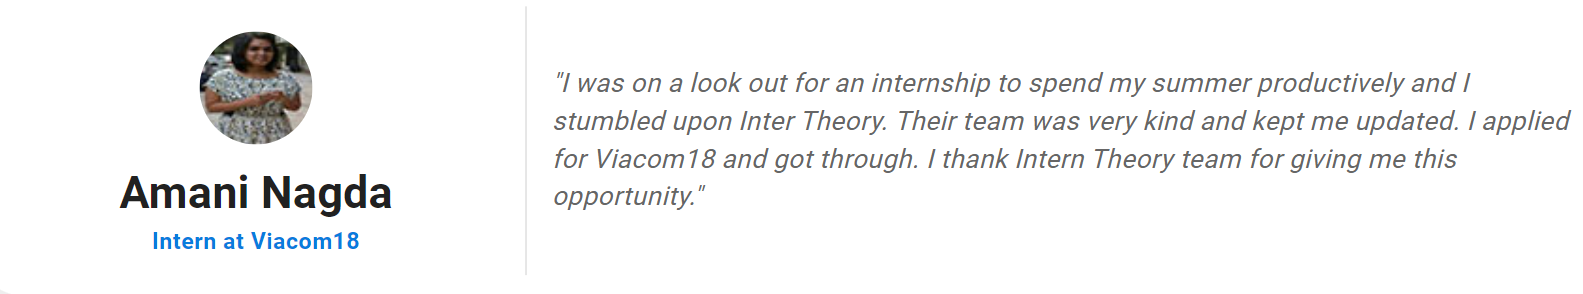 Amani Nagda
Intern at Viacom18
"I was on a look out for an internship to spend my summer productively and I
stumbled upon Inter Theory. Their team was very kind and kept me updated. I applied
for Viacom18 and got through. I thank Intern Theory team for giving me this
opportunity."